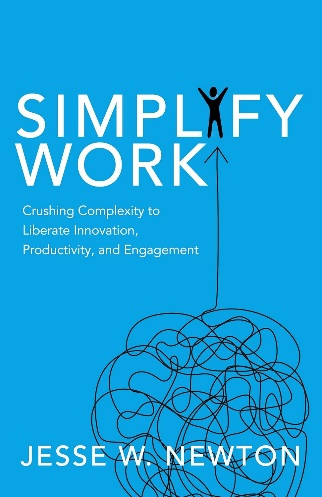 SIMPLIFY
WORK
Crushing Complexity to
Liberate Innovation,
Productivity, and Engagement
JESSE W. NEWTON